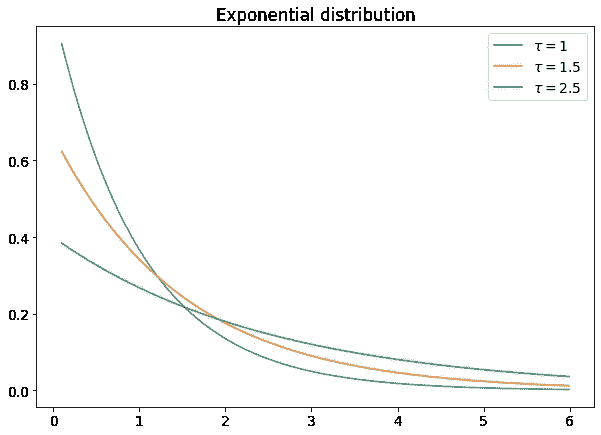 Exponential distribution
τ = 1
τ = 1.5
τ = 2.5
0.8
0.6
0.4
0.2
0.0
0 1 2 3 4 5 6